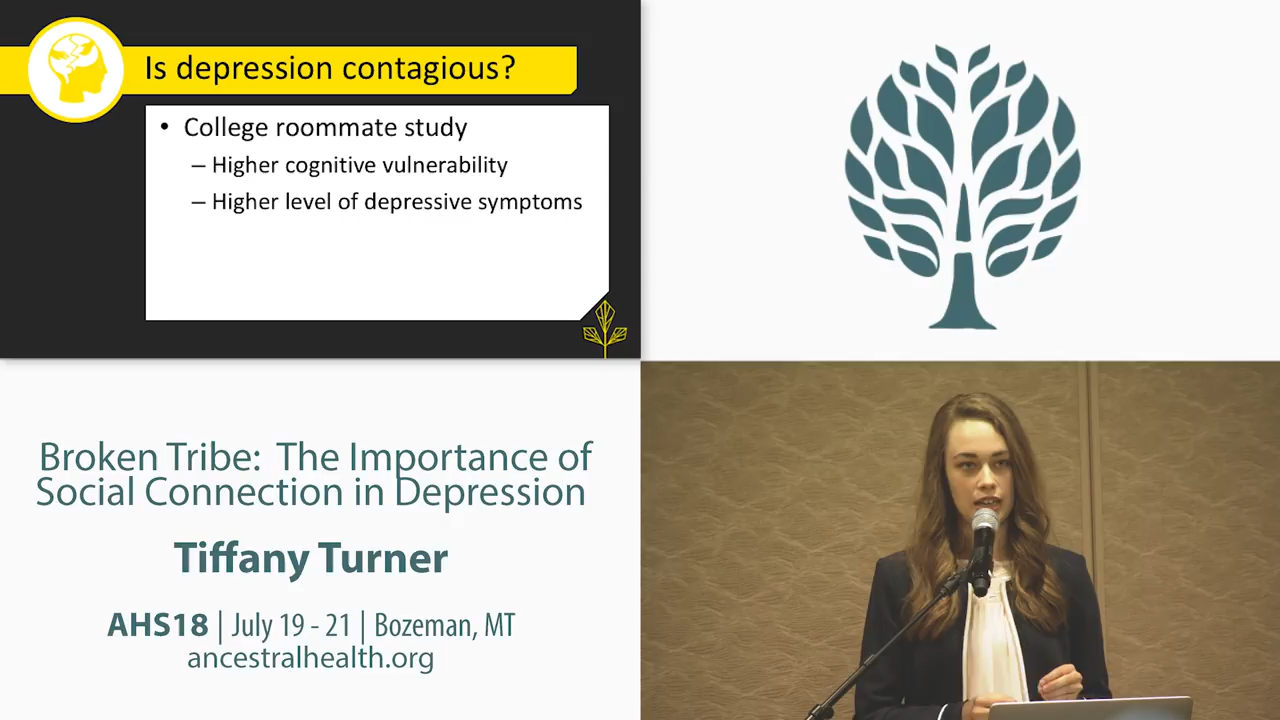 Is depression contagious?
• College roommate study
– Higher cognitive vulnerability
– Higher level of depressive symptoms
Broken Tribe: The Importance of
Social Connection in Depression
Tiffany Turner
AHS18 | July 19 - 21 | Bozeman, MT
ancestralhealth.org